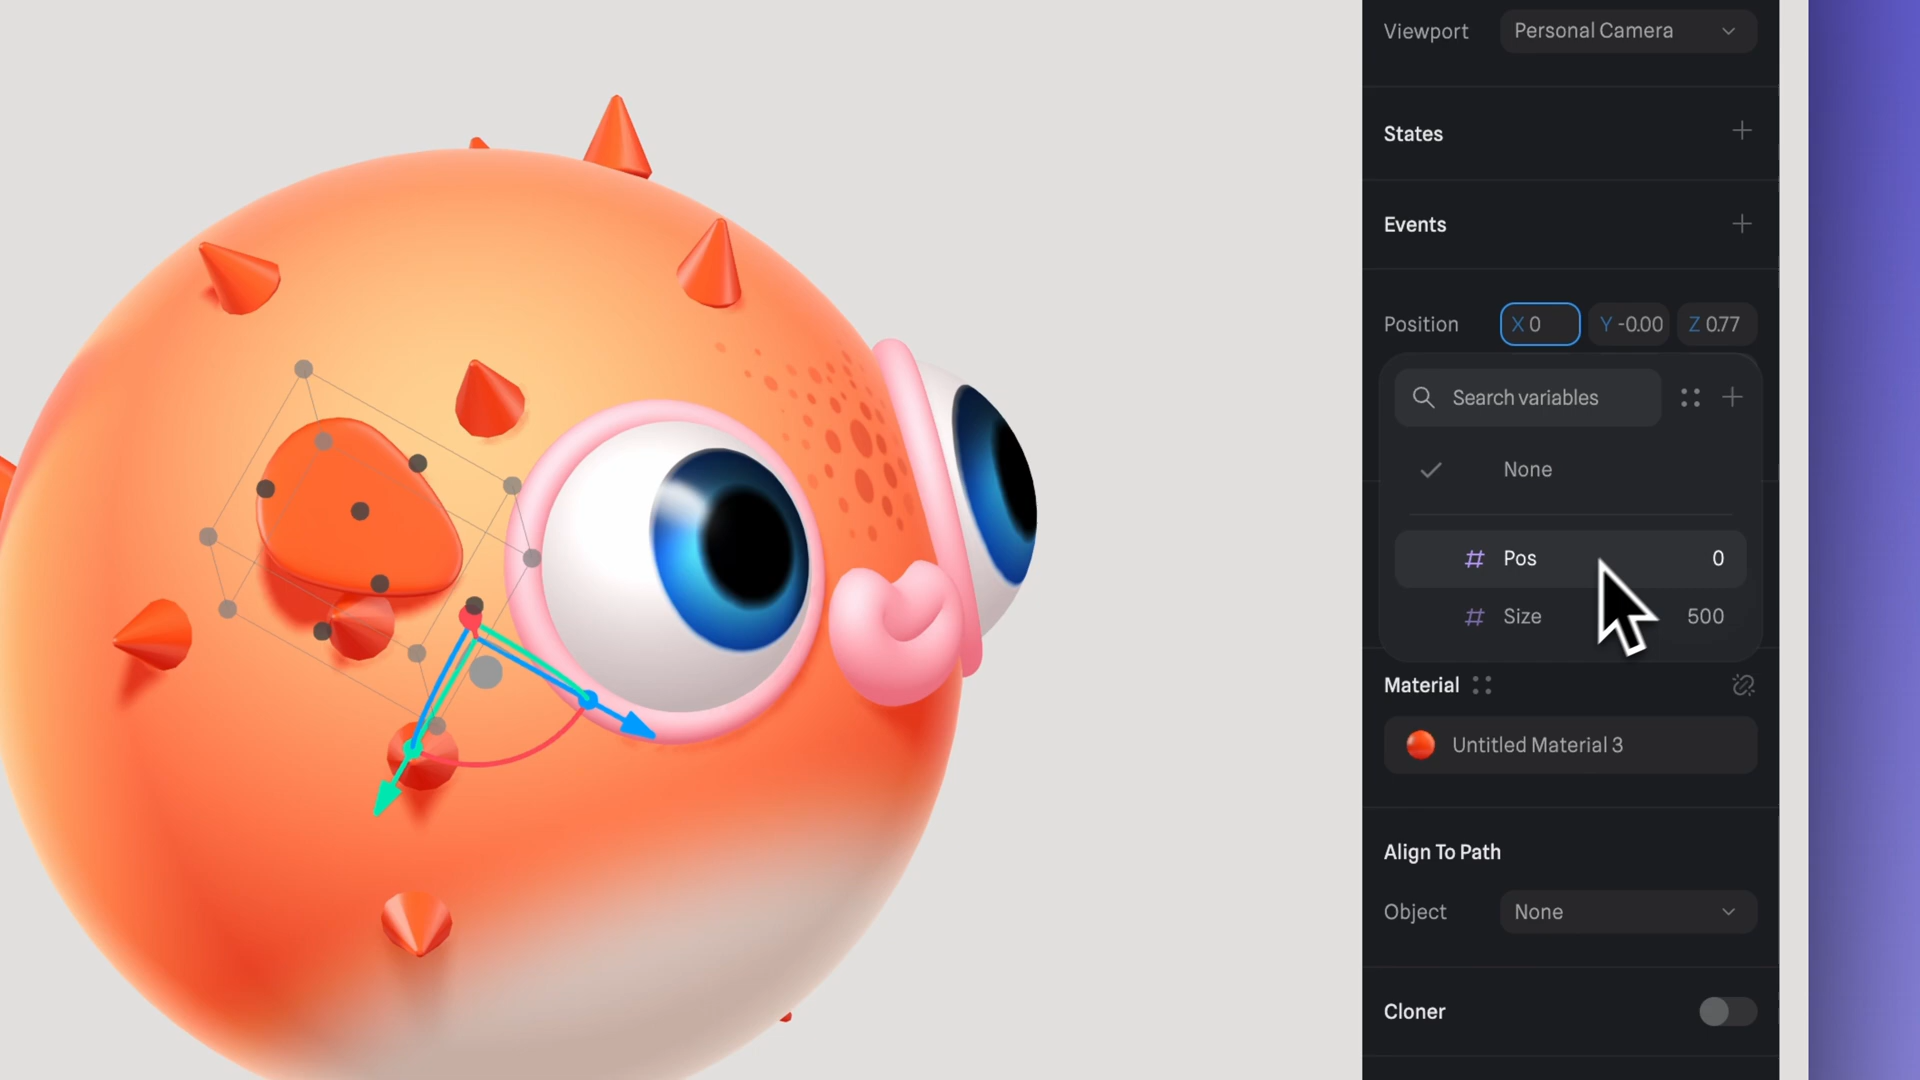 Viewport Personal Camera
States
Events
Position X 0 Y -0.00 Z 0.77
Search variables
None
# Pos 0
# Size 500
Material
Untitled Material 3
Align To Path
Object None
Cloner